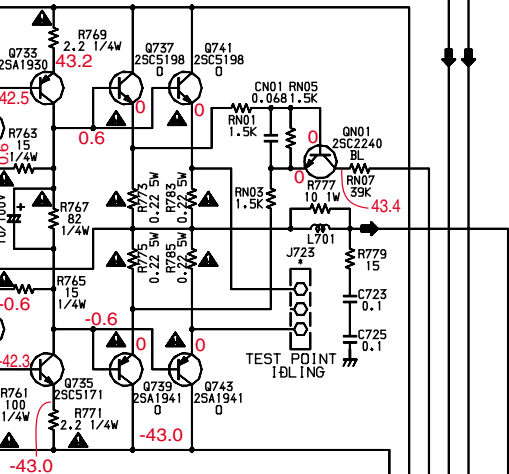 R769
2.2 1/4W
Q733
2SA1930
43.2
Q737
2SC5198
O
Q741
2SC5198
O
42.5
0
0
0.6
CN01
0.068
RN05
1.5K
RN01
1.5K
0
QN01
2SC2240
BL
R763
15
1/4W
0.6
0
RN07
39K
43.4
RN03
1.5K
R777
10 1W
L701
R773
0.22 5W
R783
0.22 5W
R767
82
1/4W
10/100V
+
R775
0.22 5W
R785
0.22 5W
J723
*
R779
15
R765
15
1/4W
-0.6
-0.6
C723
0.1
C725
0.1
0
0
TEST POINT
IDLING
-42.3
Q735
2SC5171
Q739
2SA1941
O
Q743
2SA1941
O
R761
100
1/4W
R771
2.2 1/4W
-43.0
-43.0